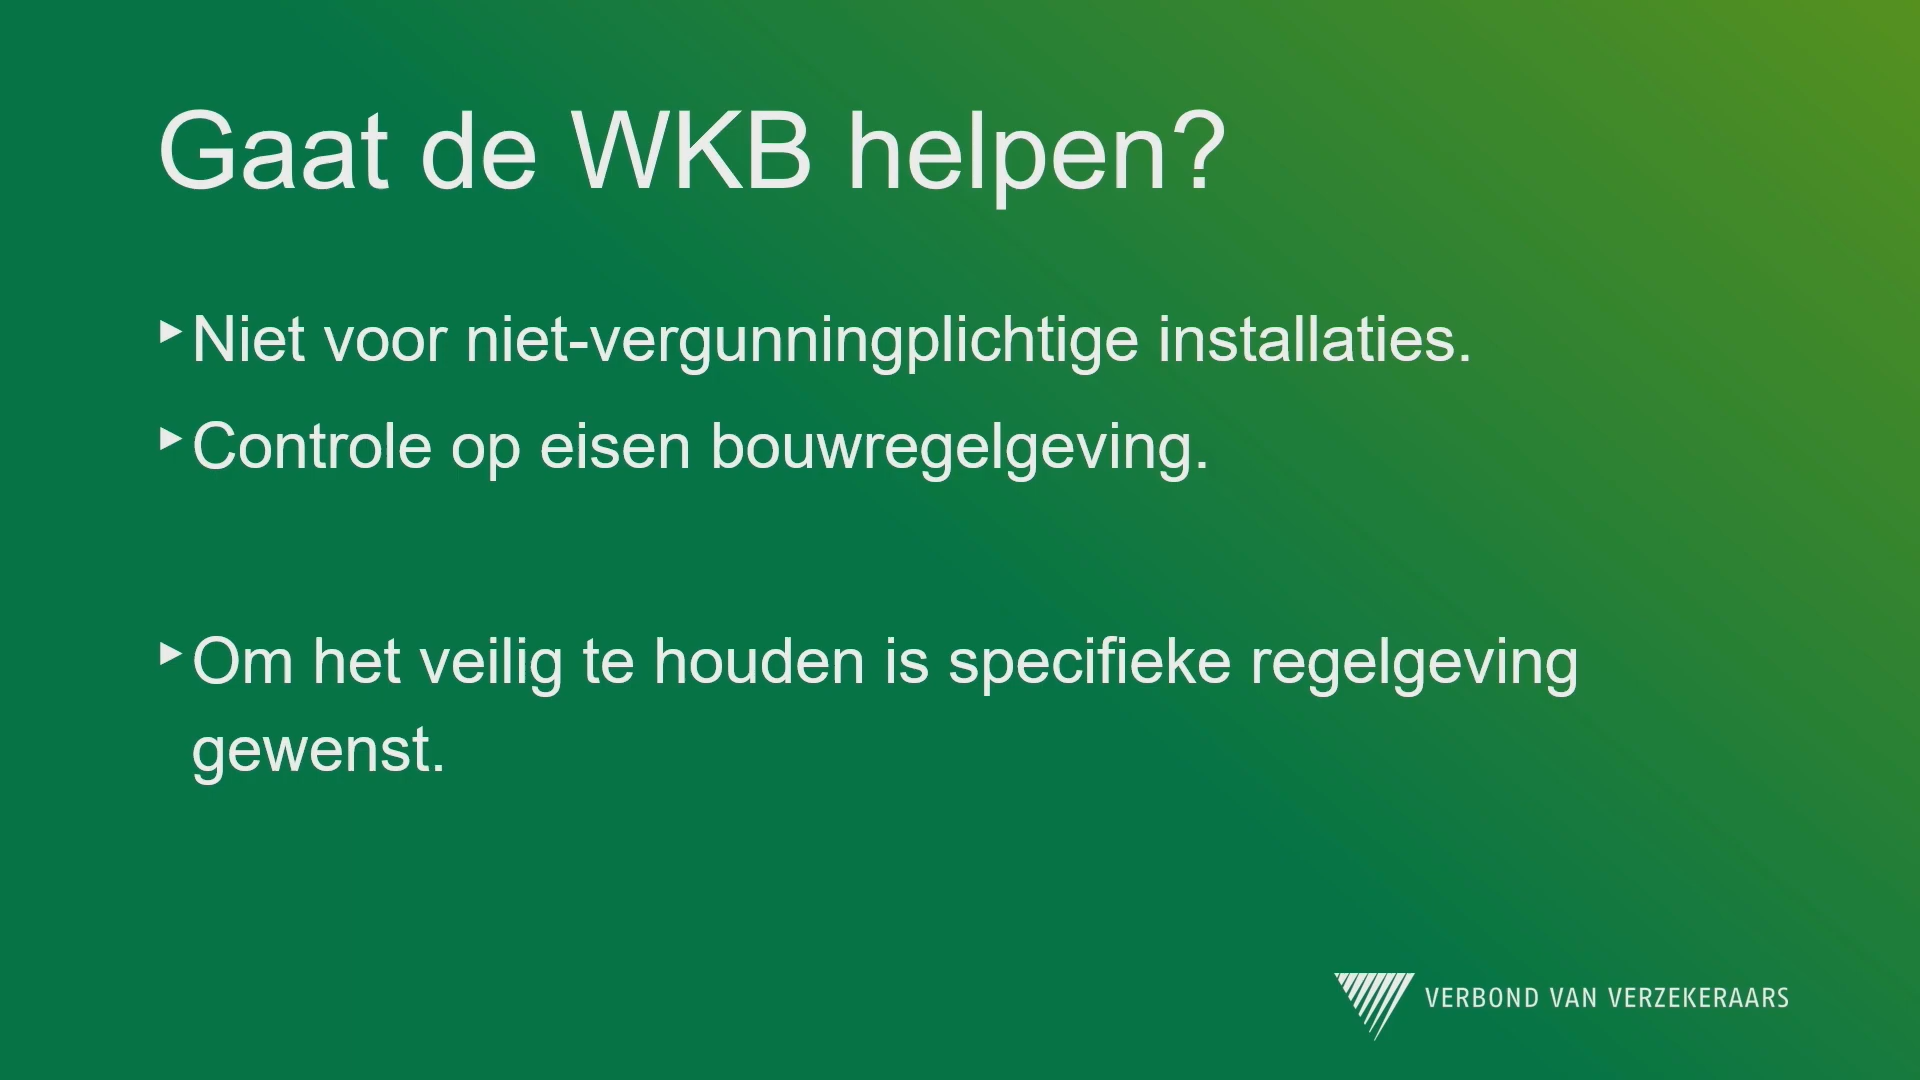 Gaat de WKB helpen?
▸Niet voor niet-vergunningplichtige installaties.
▸Controle op eisen bouwregelgeving.
▸Om het veilig te houden is specifieke regelgeving
gewenst.
VERBOND VAN VERZEKERAARS